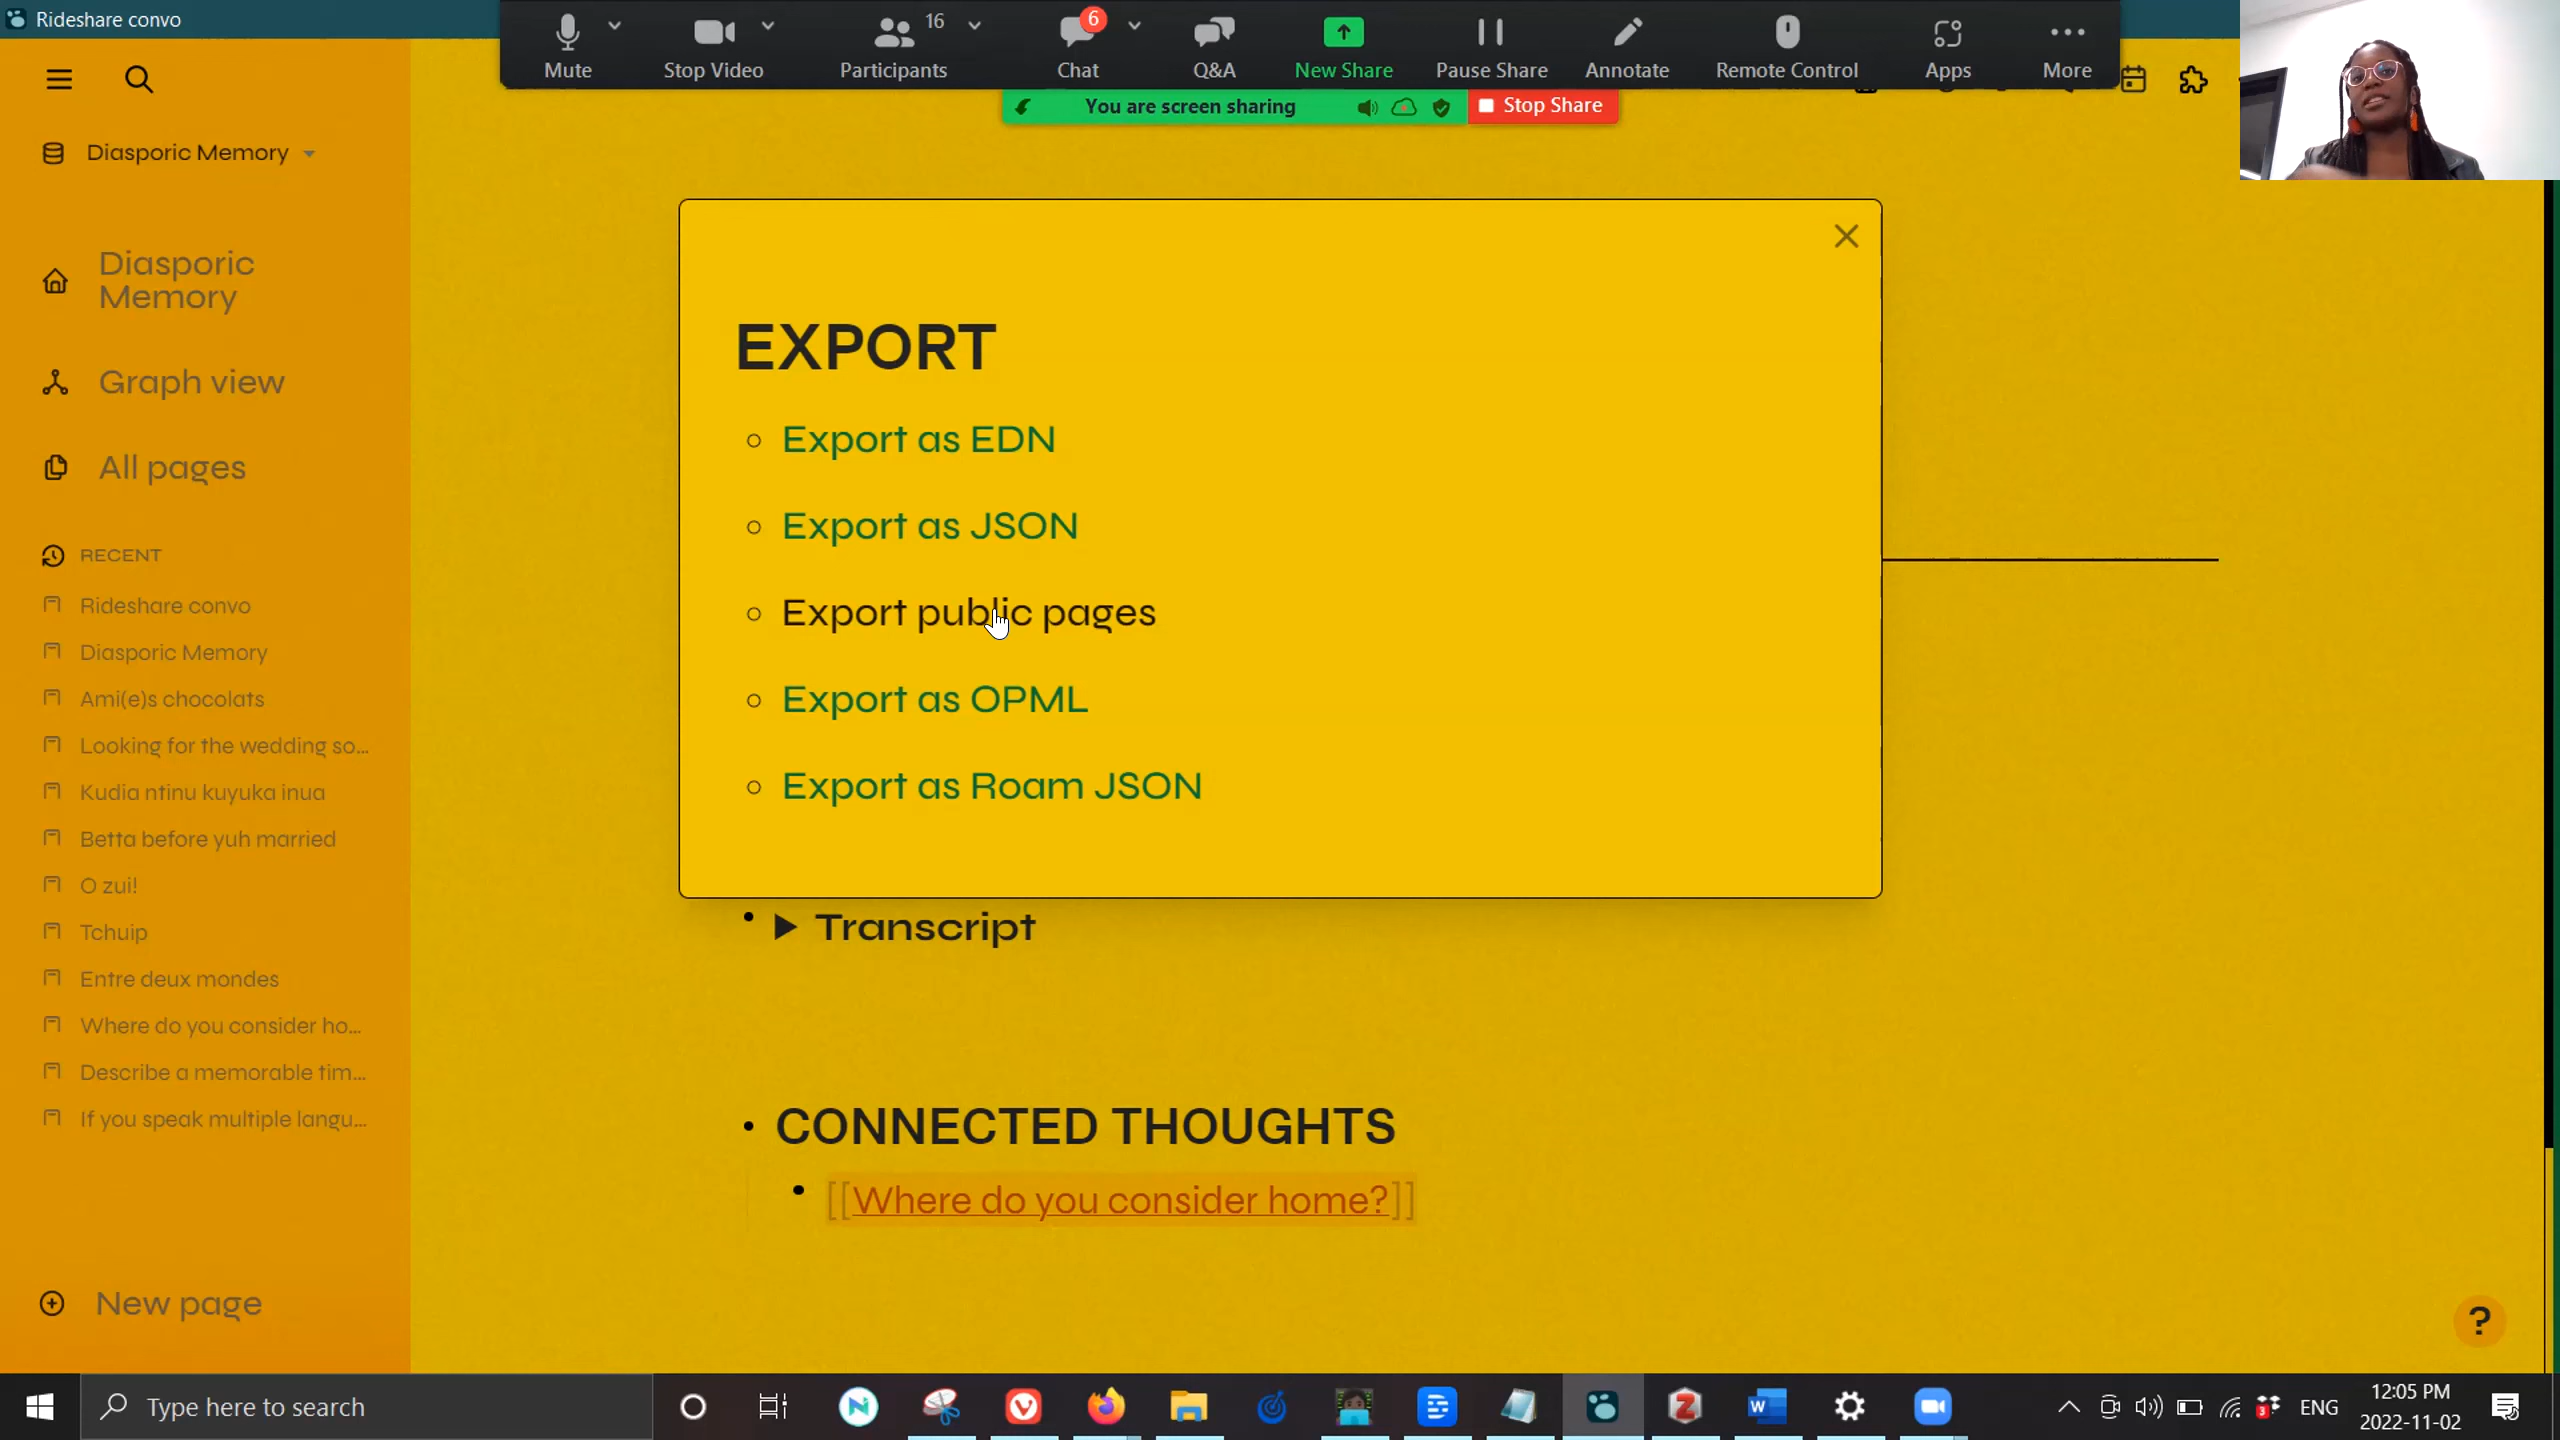 Rideshare convo
Mute
Stop Video
16
Participants
6
Chat
Q&A
New Share
Pause Share
Annotate
Remote Control
Apps
More
You are screen sharing
Stop Share
Diasporic Memory
Diasporic
Memory
Graph view
All pages
RECENT
Rideshare convo
Diasporic Memory
Ami(e)s chocolats
Looking for the wedding so...
Kudia ntinu kuyuka inua
Betta before yuh married
O zui!
Tchuip
Entre deux mondes
Where do you consider ho...
Describe a memorable tim...
If you speak multiple langu...
New page
EXPORT
Export as EDN
Export as JSON
Export public pages
Export as OPML
Export as Roam JSON
Transcript
CONNECTED THOUGHTS
[[Where do you consider home?]]
?
Type here to search
3
ENG
12:05 PM
2022-11-02